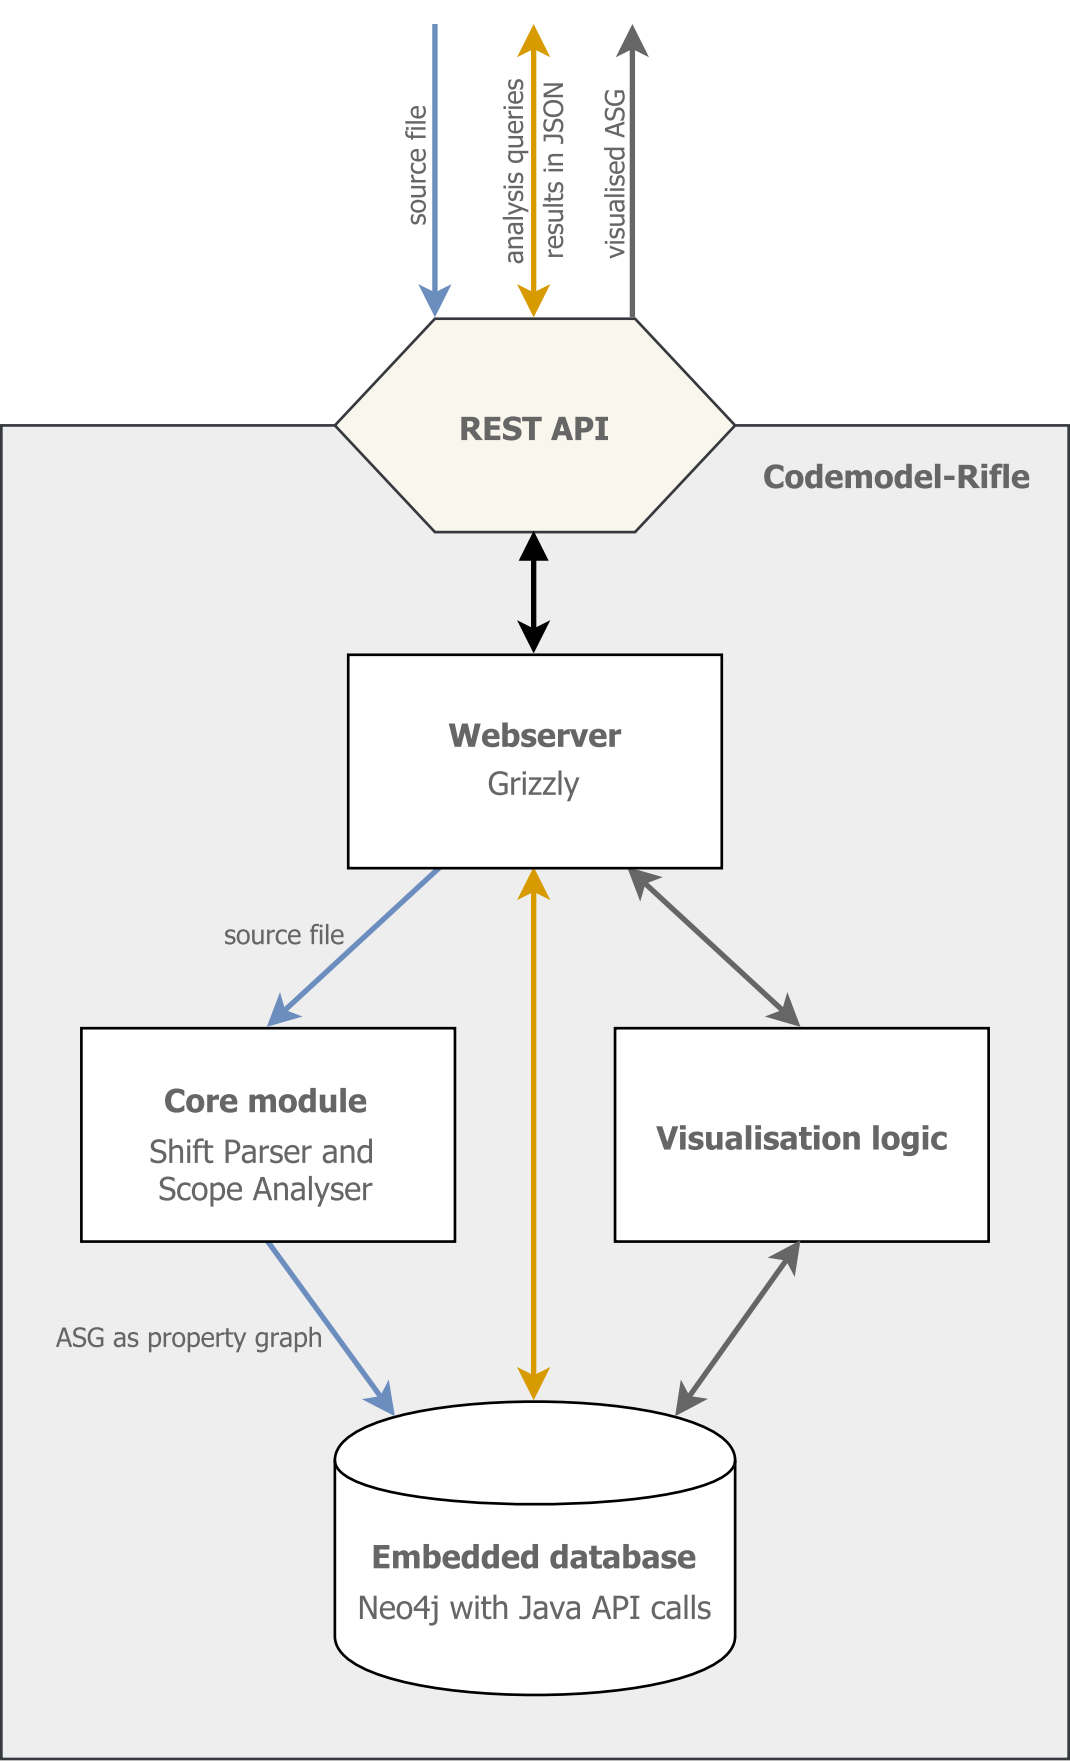 source file
analysis queries
results in JSON
visualised ASG
REST API
Codemodel-Rifle
Webserver
Grizzly
source file
Core module
Shift Parser and
Scope Analyser
Visualisation logic
ASG as property graph
Embedded database
Neo4j with Java API calls